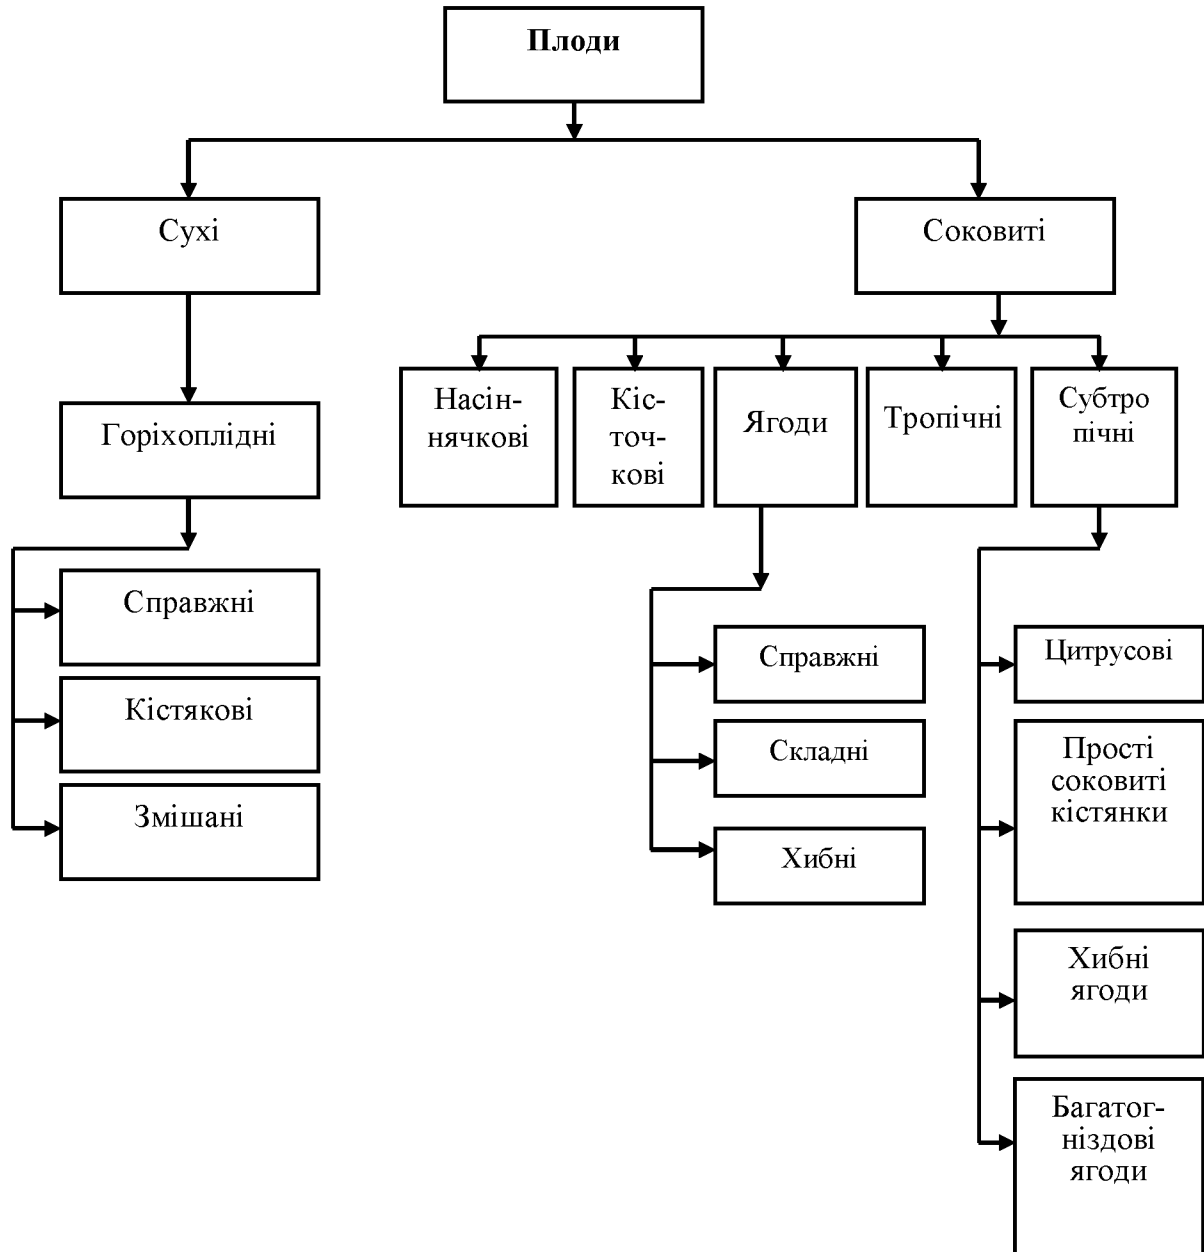 Плоди
Сухі
Соковиті
Горіхоплідні
Насін-
нячкові
Кіс-
точ-
кові
Ягоди
Тропічні
Субтро
пічні
Справжні
Кістякові
Змішані
Справжні
Складні
Хибні
Цитрусові
Прості
соковиті
кістянки
Хибні
ягоди
Багатог-
ніздові
ягоди